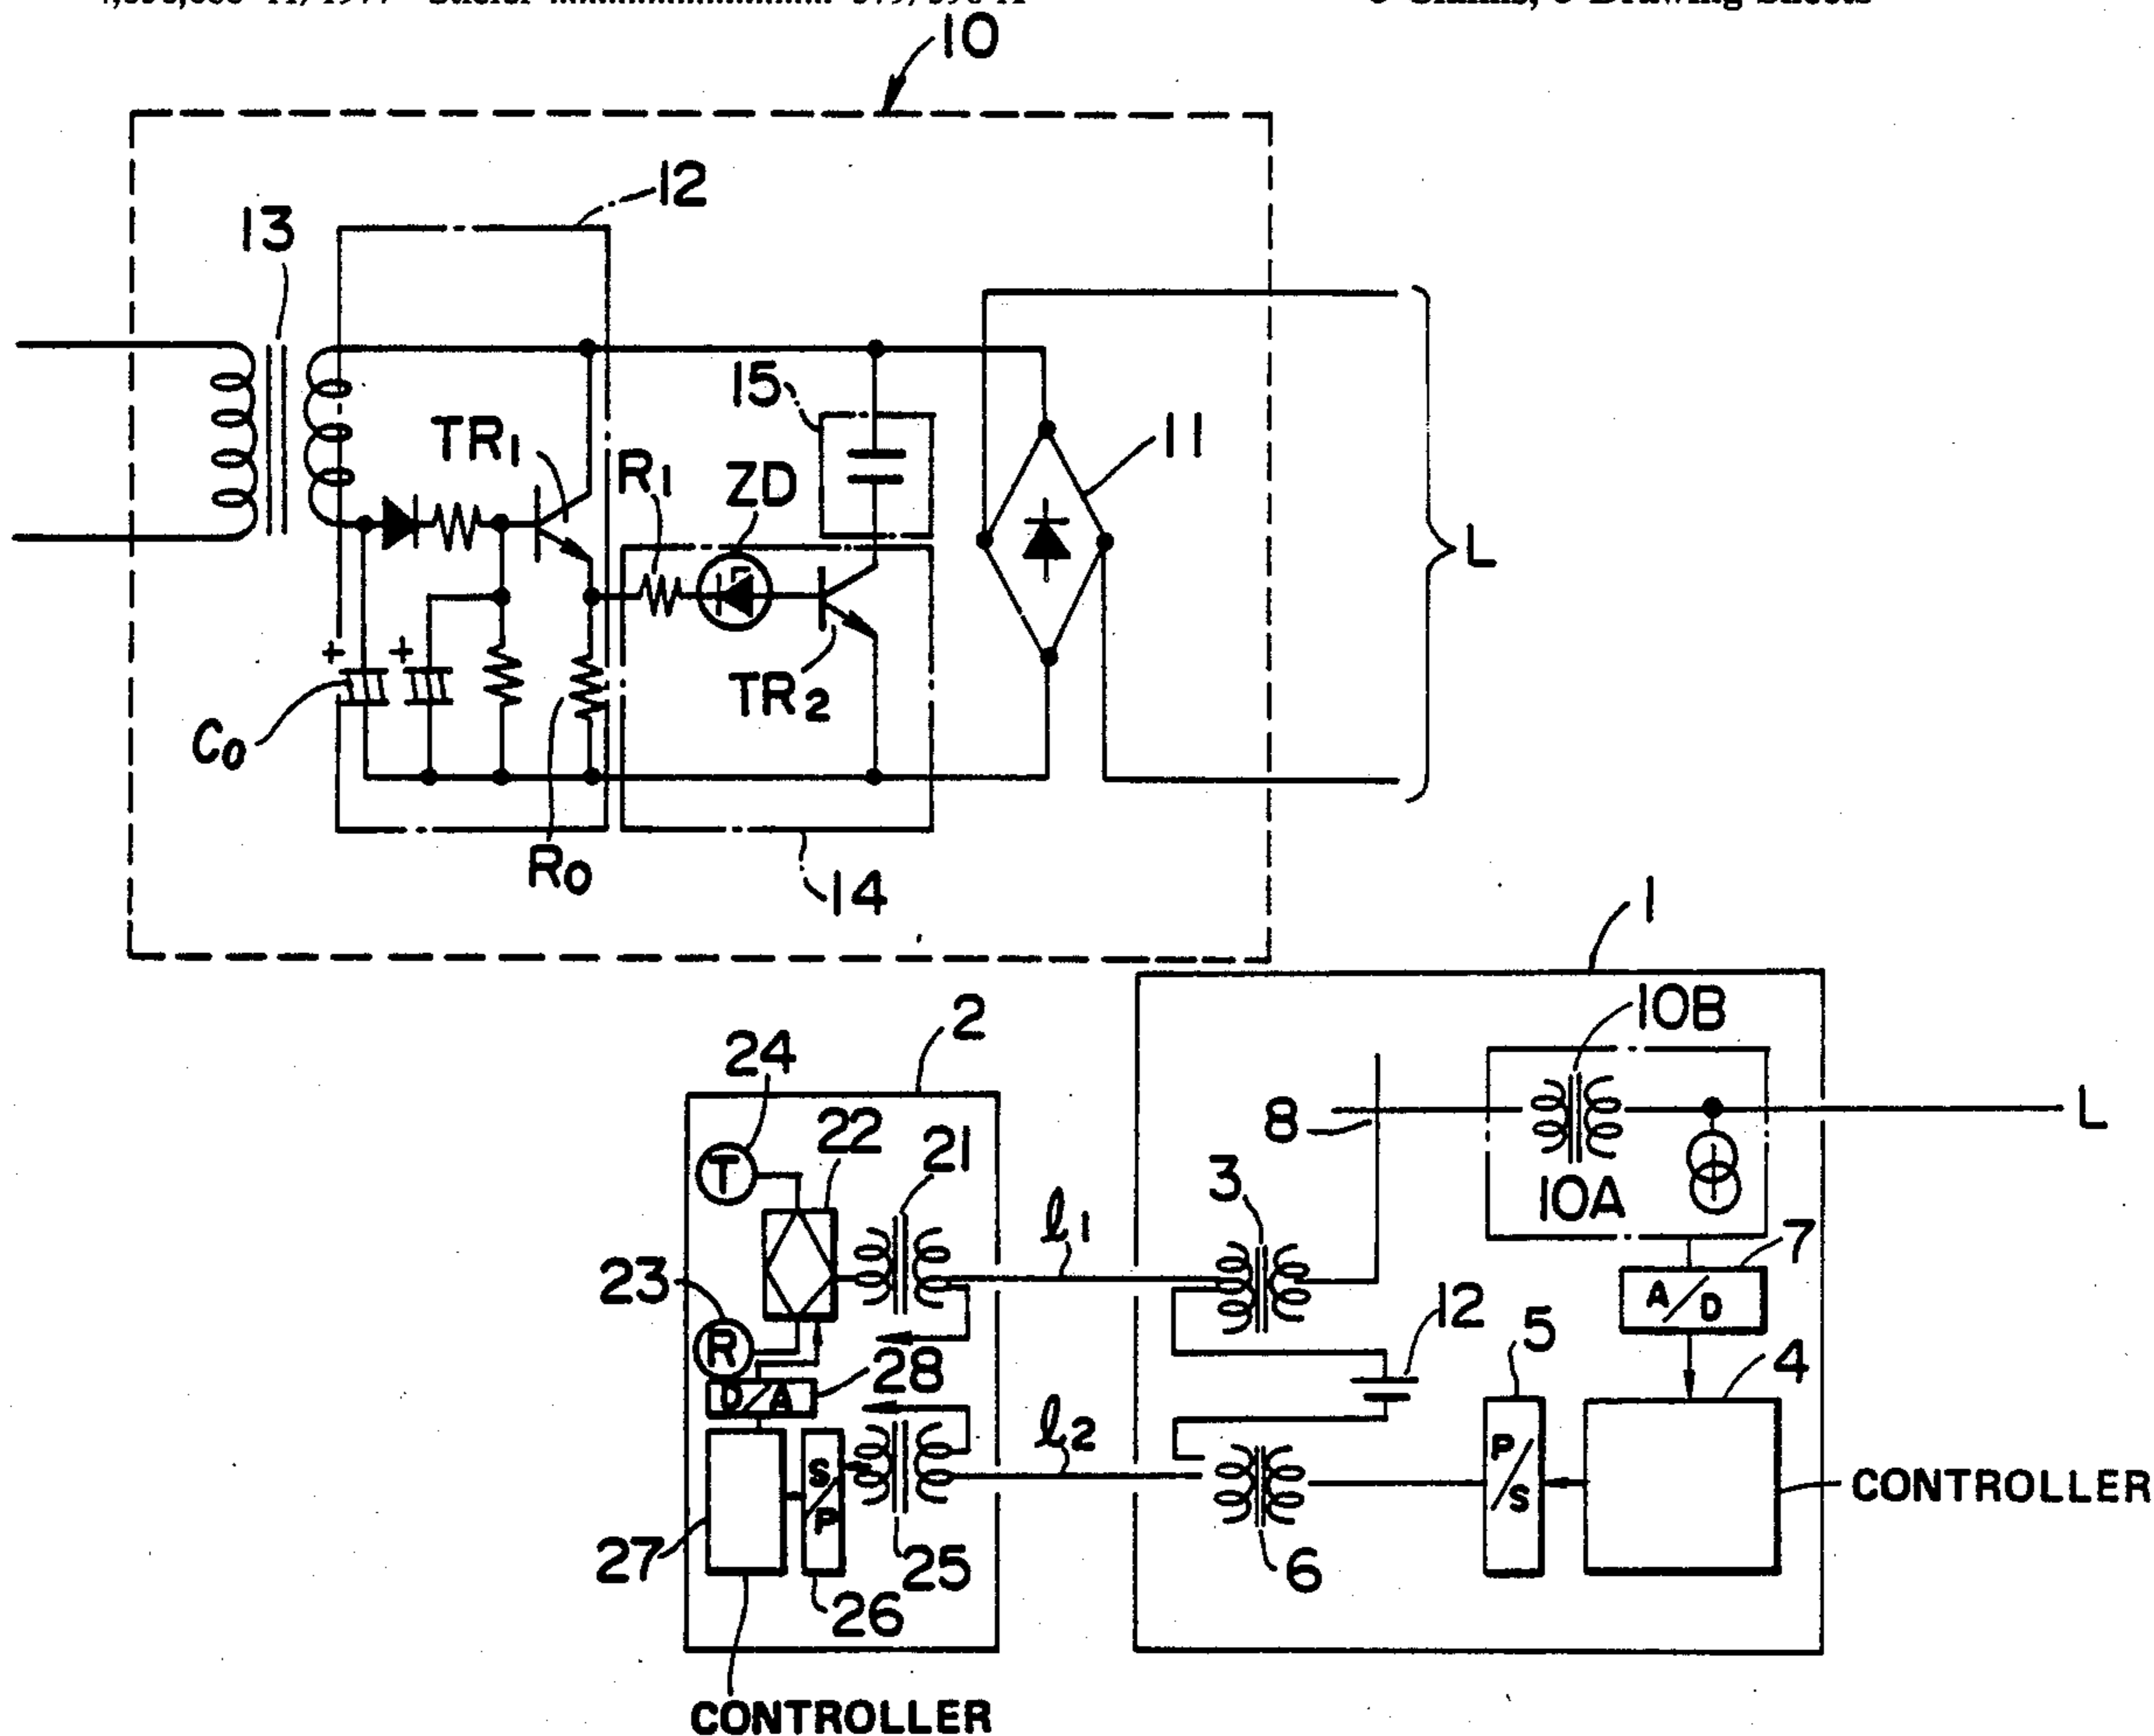 10
12
13
15
TR1
R1
ZD
11
L
TR2
C0
+
+
R0
14
1
10B
2
24
22
21
8
L
T
3
10A
l1
7
23
A/D
12
5
R
28
4
D/A
l2
P/S
S/P
CONTROLLER
27
25
6
26
CONTROLLER